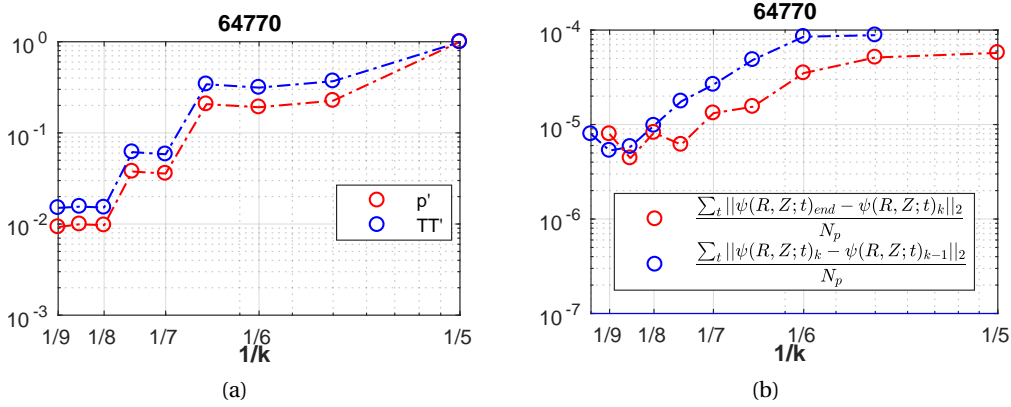 64770
10^0
10^-1
10^-2
10^-3
p'
TT'
1/9 1/8 1/7 1/6 1/5
1/k
(a)
64770
10^-4
10^-5
10^-6
10^-7
∑_t ||ψ(R, Z; t)_end − ψ(R, Z; t)_k||_2
N_p
∑_t ||ψ(R, Z; t)_k − ψ(R, Z; t)_{k−1}||_2
N_p
1/9 1/8 1/7 1/6 1/5
1/k
(b)